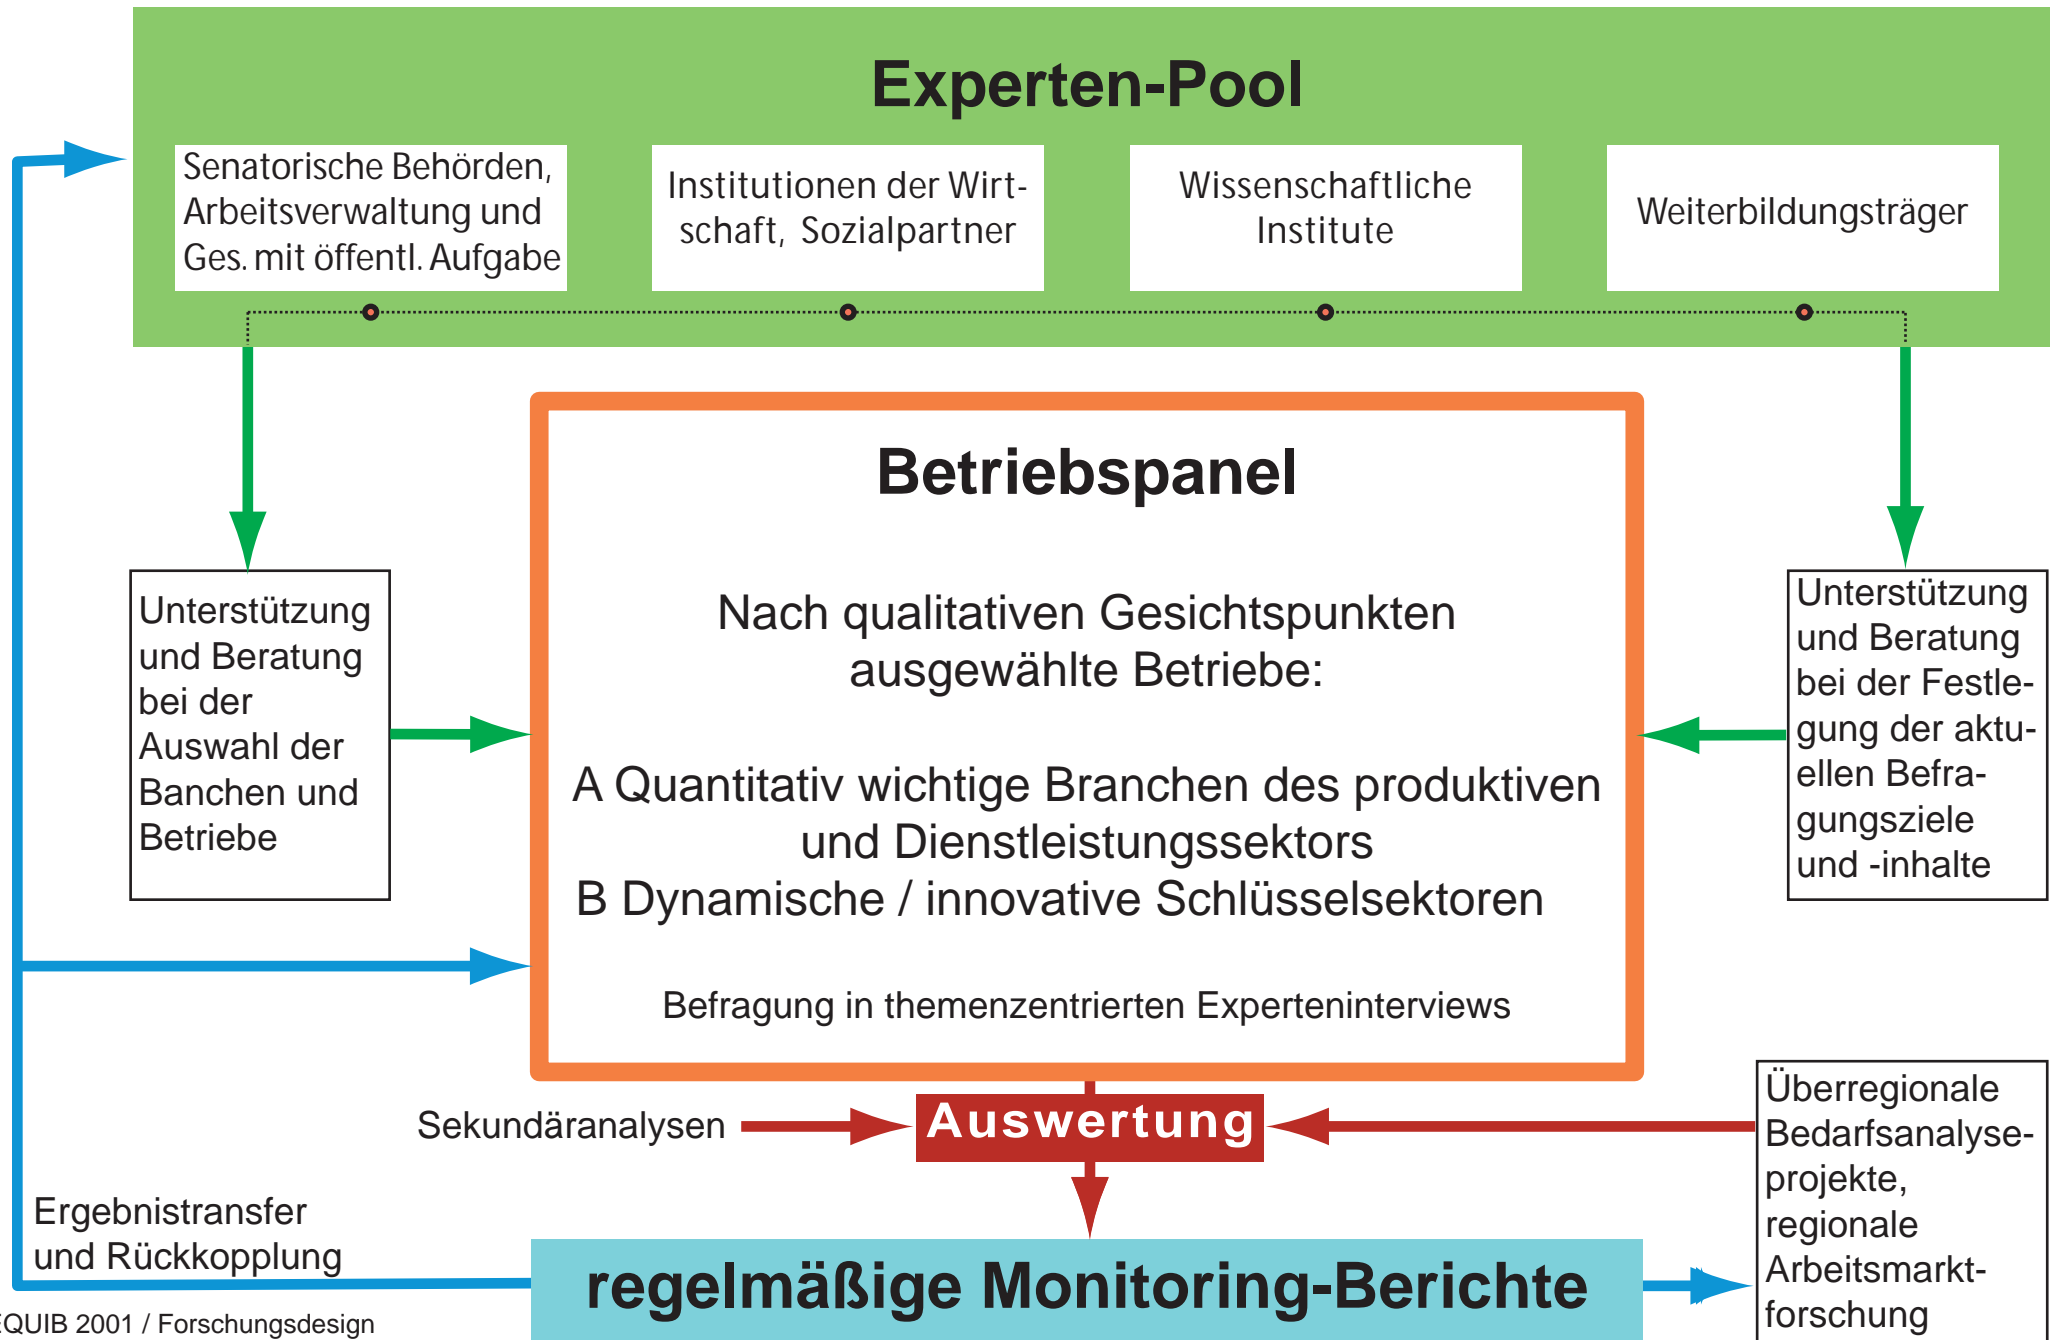 Experten-Pool
Senatorische Behörden,
Arbeitsverwaltung und
Ges. mit öffentl. Aufgabe
Institutionen der Wirt-
schaft, Sozialpartner
Wissenschaftliche
Institute
Weiterbildungsträger
Betriebspanel
Nach qualitativen Gesichtspunkten
ausgewählte Betriebe:
A Quantitativ wichtige Branchen des produktiven
und Dienstleistungssektors
B Dynamische / innovative Schlüsselsektoren
Befragung in themenzentrierten Experteninterviews
Unterstützung
und Beratung
bei der
Auswahl der
Banchen und
Betriebe
Unterstützung
und Beratung
bei der Festle-
gung der aktu-
ellen Befra-
gungsziele
und -inhalte
Sekundäranalysen
Auswertung
Überregionale
Bedarfsanalyse-
projekte,
regionale
Arbeitsmarkt-
forschung
Ergebnistransfer
und Rückkopplung
regelmäßige Monitoring-Berichte
EQUIB 2001 / Forschungsdesign